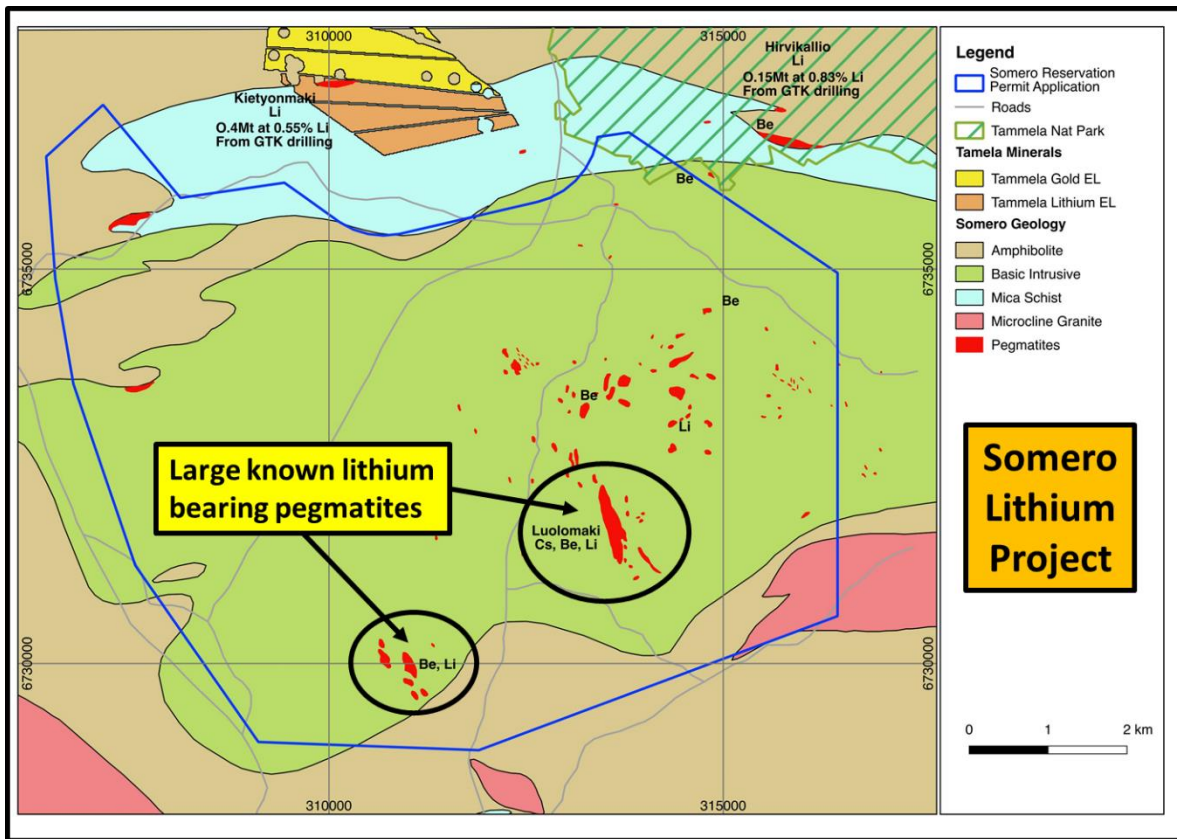 310000
315000
Hirvikallio
Li
O.15Mt at 0.83% Li
From GTK drilling
Kietyonmaki
Li
O.4Mt at 0.55% Li
From GTK drilling
Be
Be
6735000
6735000
Be
Be
Li
Large known lithium
bearing pegmatites
Luolomaki
Cs, Be, Li
Be, Li
6730000
6730000
310000
315000
Legend
Somero Reservation
Permit Application
Roads
Tammela Nat Park
Tamela Minerals
Tammela Gold EL
Tammela Lithium EL
Somero Geology
Amphibolite
Basic Intrusive
Mica Schist
Microcline Granite
Pegmatites
Somero
Lithium
Project
0 1 2 km